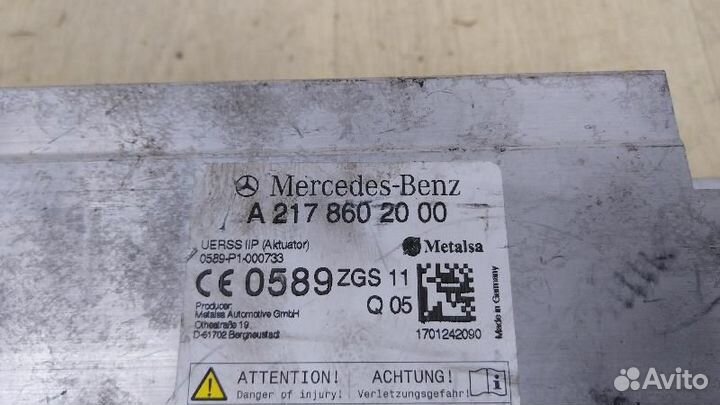 Mercedes-Benz
A 217 860 20 00
UERSS IIP (Aktuator)
0589-P1-000733
Metalsa
CE 0589 ZGS 11
Q 05
Made in Germany
Producer:
Metalsa Automotive GmbH
Othestraße 19
D-51702 Bergneustadt
1701242090
ATTENTION!
Danger of injury!
ACHTUNG!
Verletzungsgefahr!
Avito